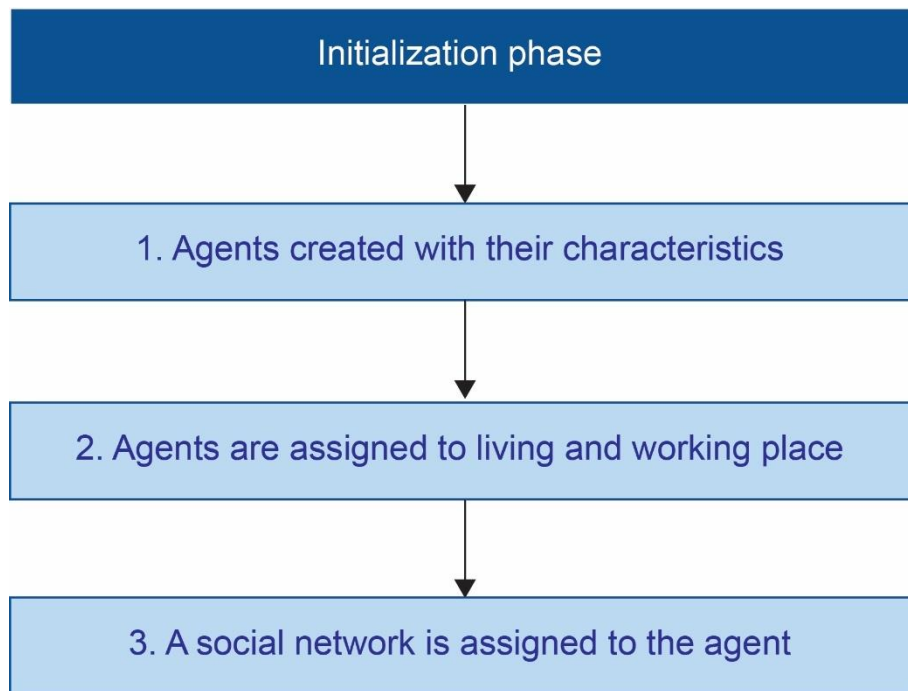 Initialization phase
1. Agents created with their characteristics
2. Agents are assigned to living and working place
3. A social network is assigned to the agent